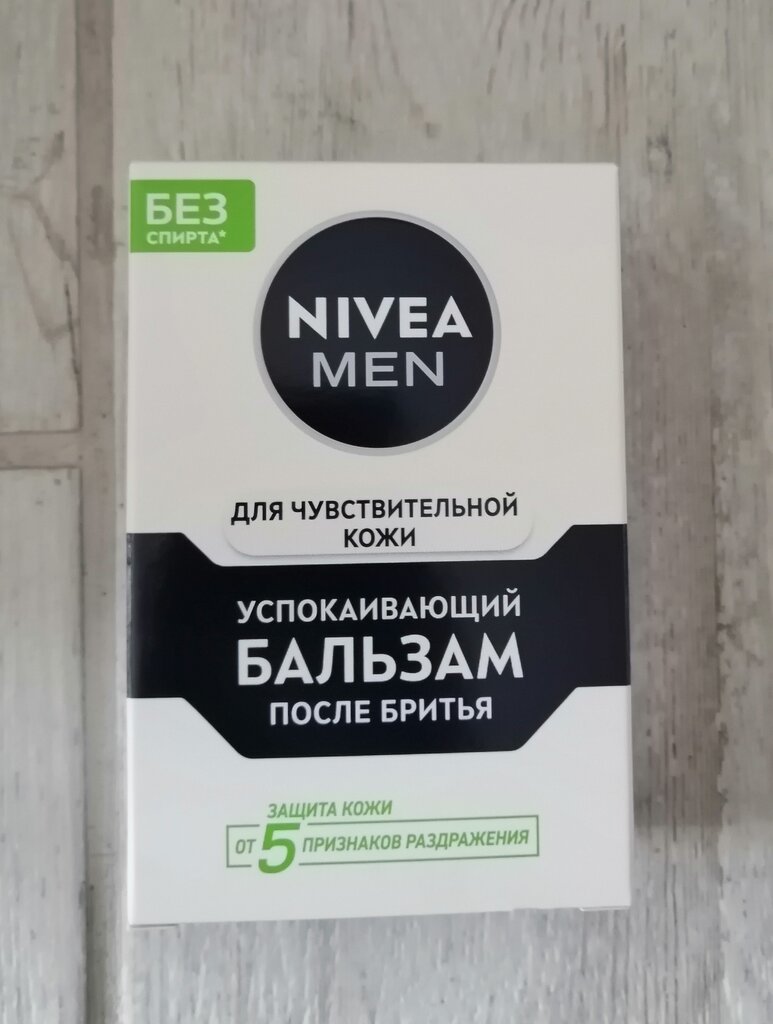 БЕЗ
СПИРТА*
NIVEA
MEN
ДЛЯ ЧУВСТВИТЕЛЬНОЙ
КОЖИ
УСПОКАИВАЮЩИЙ
БАЛЬЗАМ
ПОСЛЕ БРИТЬЯ
ЗАЩИТА КОЖИ
ОТ 5 ПРИЗНАКОВ РАЗДРАЖЕНИЯ